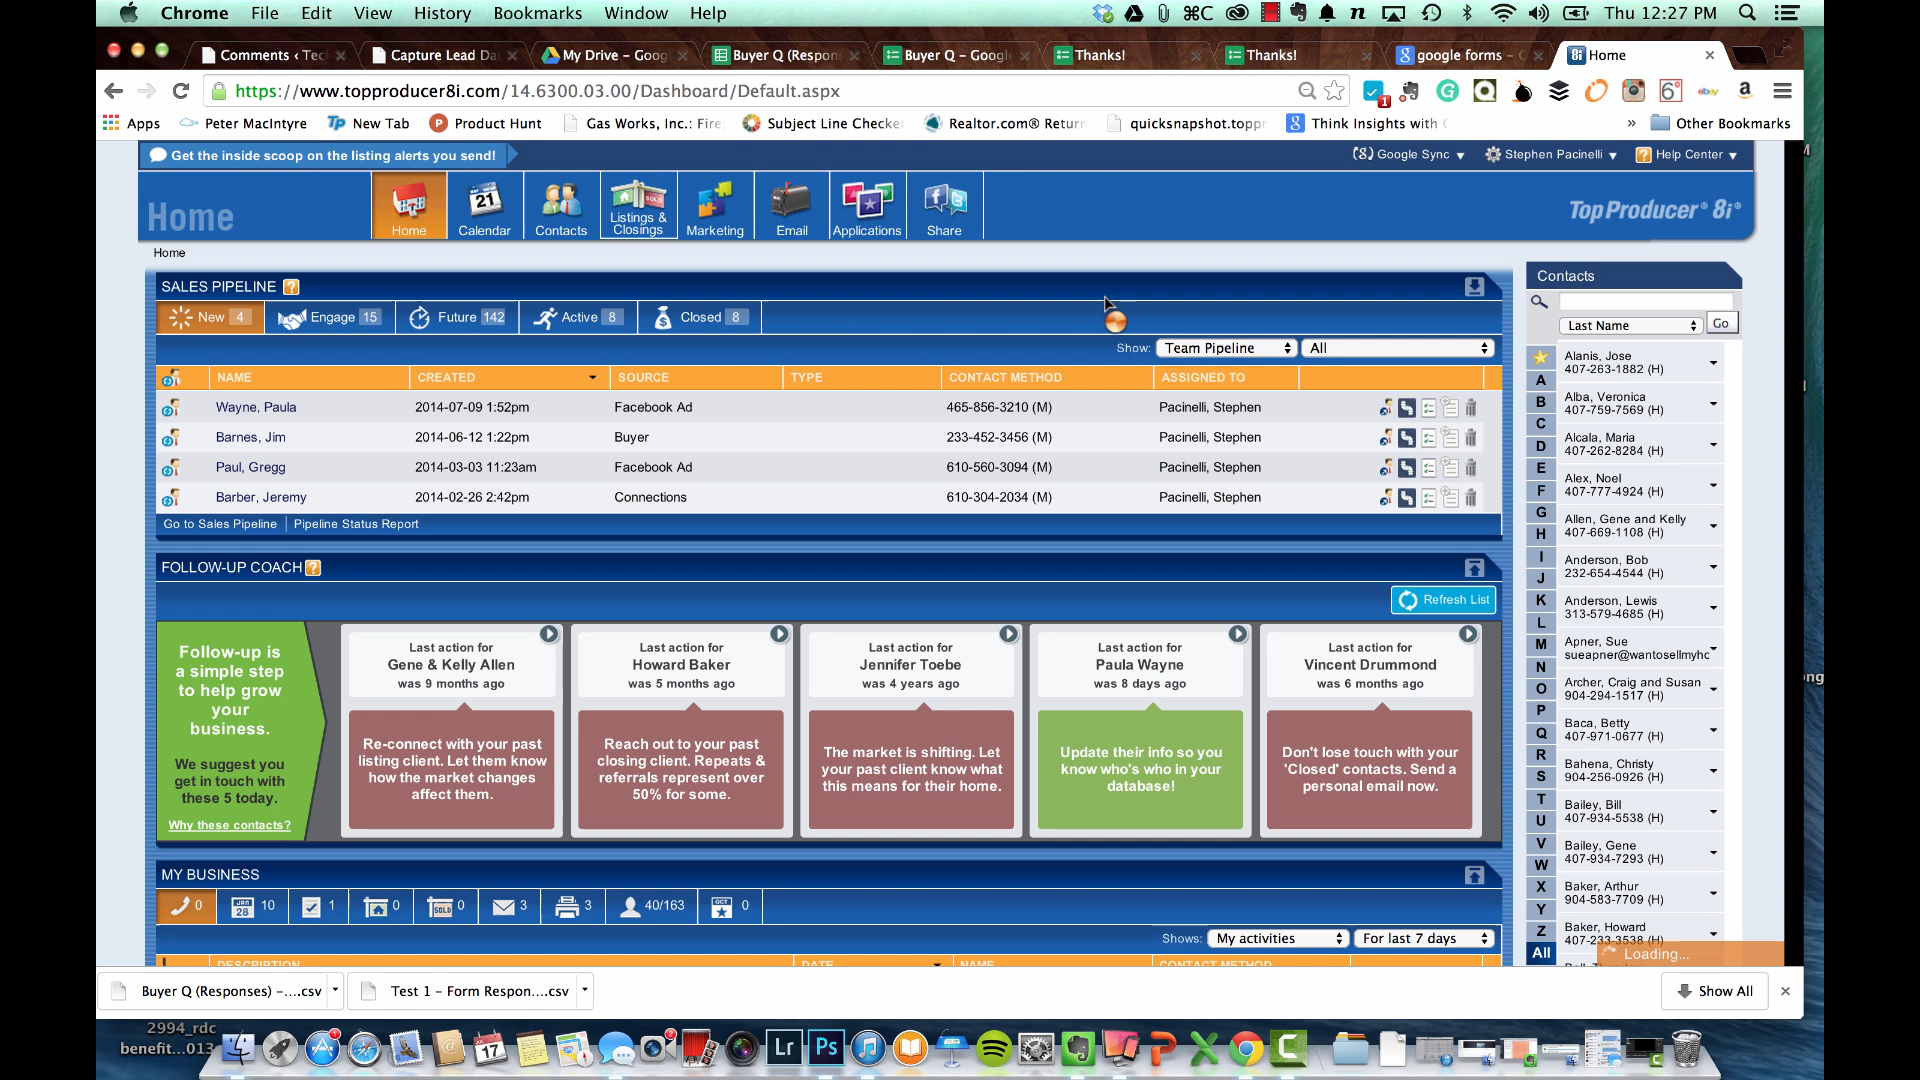 Chrome File Edit View History Bookmarks Window Help Thu 12:27 PM
Comments ‹ Tec Capture Lead Da My Drive – Goog Buyer Q (Respon Buyer Q – Google Thanks! Thanks! google forms – Home
https://www.topproducer8i.com/14.6300.03.00/Dashboard/Default.aspx
Apps Peter MacIntyre New Tab Product Hunt Gas Works, Inc.: Fire Subject Line Checke Realtor.com® Return quicksnapshot.toppr Think Insights with » Other Bookmarks
Get the inside scoop on the listing alerts you send! Google Sync Stephen Pacinelli Help Center
Home
Home Calendar Contacts Listings & Closings Marketing Email Applications Share
Top Producer® 8i®
Home
SALES PIPELINE ?
New 4 Engage 15 Future 142 Active 8 Closed 8
Show: Team Pipeline All
NAME CREATED SOURCE TYPE CONTACT METHOD ASSIGNED TO
Wayne, Paula 2014-07-09 1:52pm Facebook Ad 465-856-3210 (M) Pacinelli, Stephen
Barnes, Jim 2014-06-12 1:22pm Buyer 233-452-3456 (M) Pacinelli, Stephen
Paul, Gregg 2014-03-03 11:23am Facebook Ad 610-560-3094 (M) Pacinelli, Stephen
Barber, Jeremy 2014-02-26 2:42pm Connections 610-304-2034 (M) Pacinelli, Stephen
Go to Sales Pipeline Pipeline Status Report
FOLLOW-UP COACH ?
Refresh List
Follow-up is
a simple step
to help grow
your
business.
We suggest you
get in touch with
these 5 today.
Why these contacts?
Last action for
Gene & Kelly Allen
was 9 months ago
Re-connect with your past
listing client. Let them know
how the market changes
affect them.
Last action for
Howard Baker
was 5 months ago
Reach out to your past
closing client. Repeats &
referrals represent over
50% for some.
Last action for
Jennifer Toebe
was 4 years ago
The market is shifting. Let
your past client know what
this means for their home.
Last action for
Paula Wayne
was 8 days ago
Update their info so you
know who's who in your
database!
Last action for
Vincent Drummond
was 6 months ago
Don't lose touch with your
'Closed' contacts. Send a
personal email now.
MY BUSINESS
0 10 1 0 0 3 3 40/163 0
Shows: My activities For last 7 days
DESCRIPTION DATE NAME CONTACT METHOD
Contacts
Last Name Go
A
B
C
D
E
F
G
H
I
J
K
L
M
N
O
P
Q
R
S
T
U
V
W
X
Y
Z
All
Alanis, Jose
407-263-1882 (H)
Alba, Veronica
407-759-7569 (H)
Alcala, Maria
407-262-8284 (H)
Alex, Noel
407-777-4924 (H)
Allen, Gene and Kelly
407-669-1108 (H)
Anderson, Bob
232-654-4544 (H)
Anderson, Lewis
313-579-4685 (H)
Apner, Sue
sueapner@wantosellmyhc
Archer, Craig and Susan
904-294-1517 (H)
Baca, Betty
407-971-0677 (H)
Bahena, Christy
904-256-0926 (H)
Bailey, Bill
407-934-5538 (H)
Bailey, Gene
407-934-7293 (H)
Baker, Arthur
904-583-7709 (H)
Baker, Howard
407-233-3538 (H)
Loading...
Buyer Q (Responses) –....csv Test 1 – Form Respon....csv Show All
2994_rdc
benefit...013
Lr Ps
17